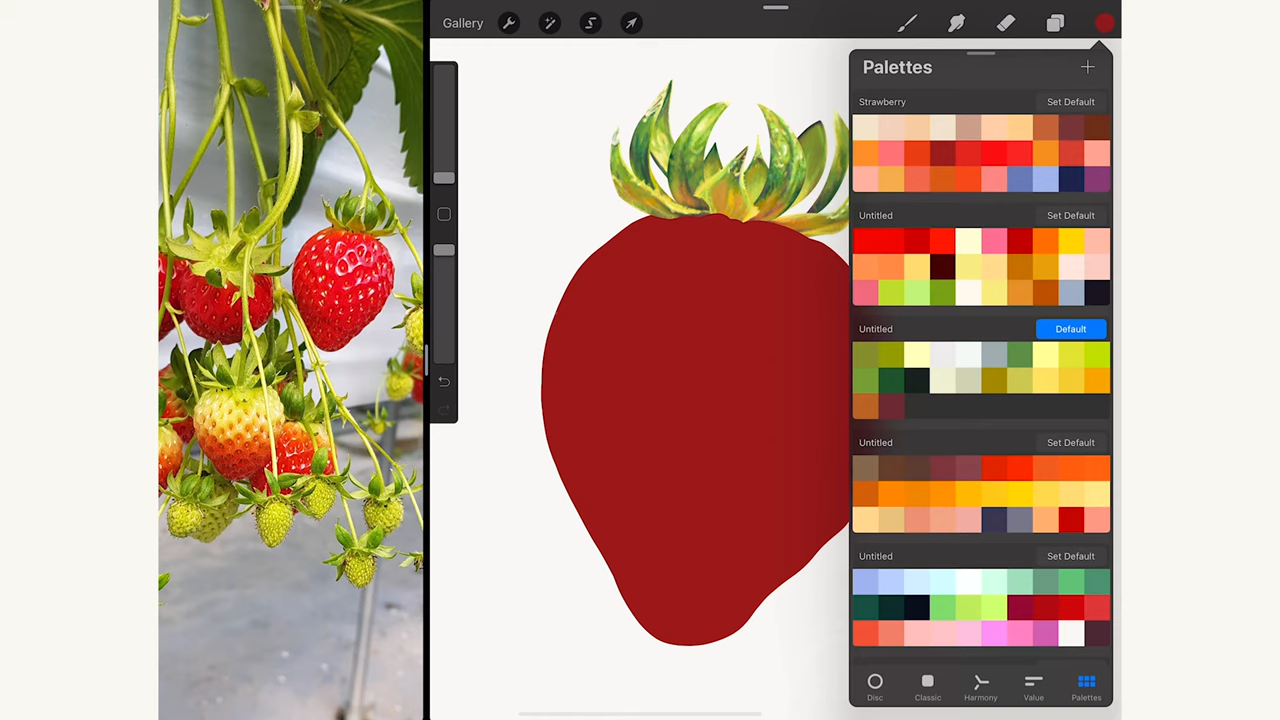 Gallery
Palettes
Strawberry Set Default
Untitled Set Default
Untitled Default
Untitled Set Default
Untitled Set Default
Disc Classic Harmony Value Palettes